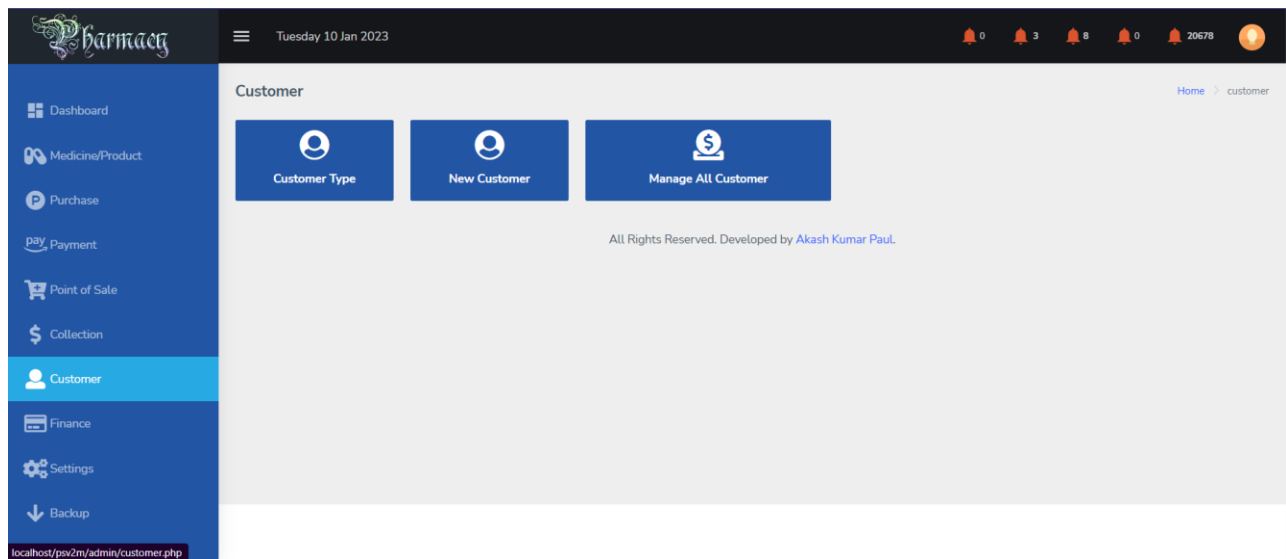 Pharmacy
Tuesday 10 Jan 2023
0 3 8 0 20678
Dashboard
Medicine/Product
P Purchase
pay Payment
Point of Sale
$ Collection
Customer
Finance
Settings
Backup
localhost/psv2m/admin/customer.php
Customer
Home > customer
Customer Type
New Customer
$
Manage All Customer
All Rights Reserved. Developed by Akash Kumar Paul.